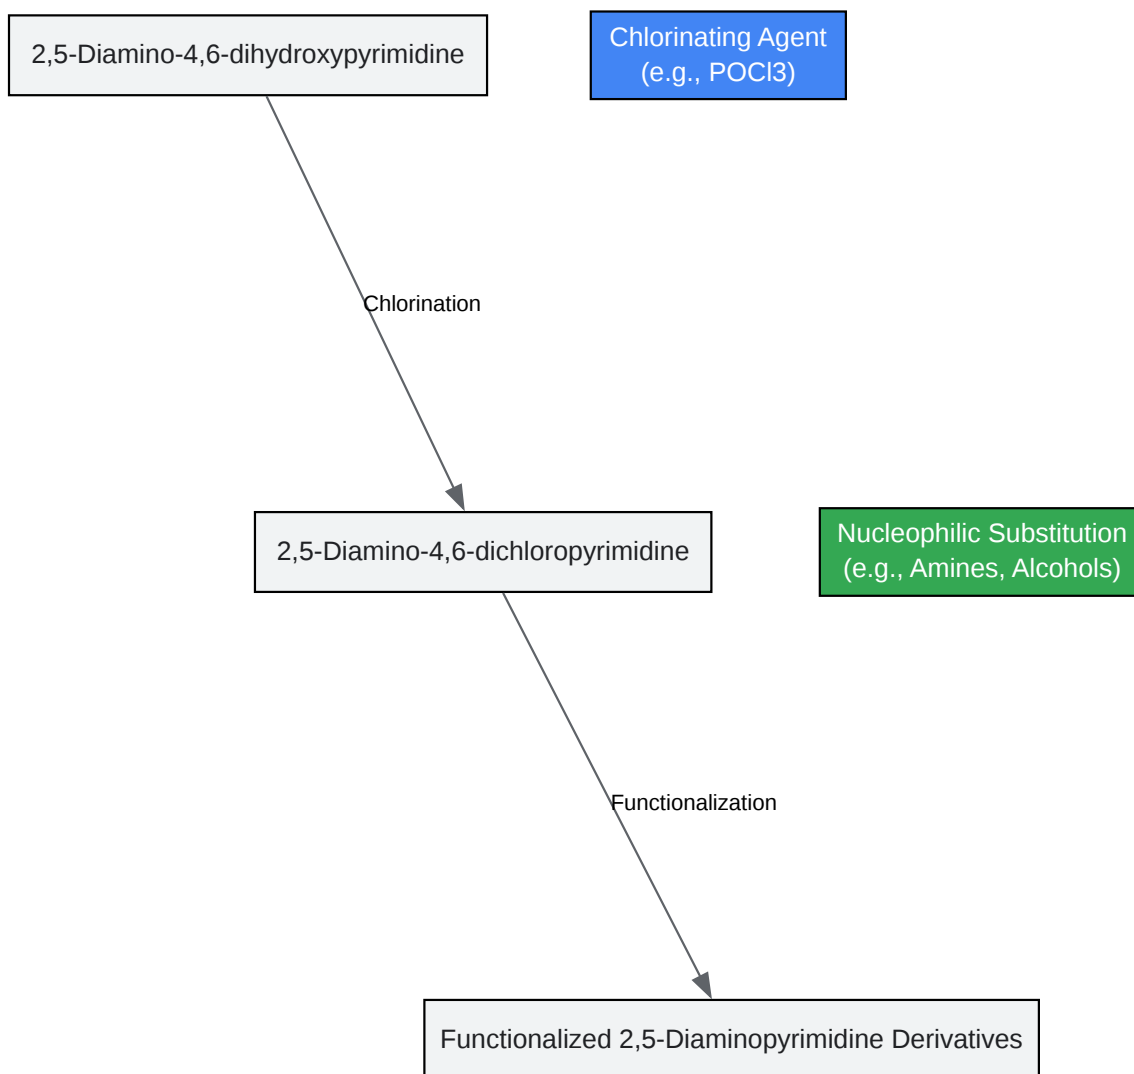 2,5-Diamino-4,6-dihydroxypyrimidine
Chlorinating Agent
(e.g., POCl3)
Chlorination
2,5-Diamino-4,6-dichloropyrimidine
Nucleophilic Substitution
(e.g., Amines, Alcohols)
Functionalization
Functionalized 2,5-Diaminopyrimidine Derivatives